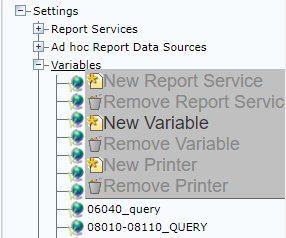 Settings
Report Services
Ad hoc Report Data Sources
Variables
New Report Service
Remove Report Servic
New Variable
Remove Variable
New Printer
Remove Printer
06040_query
08010-08110_QUERY